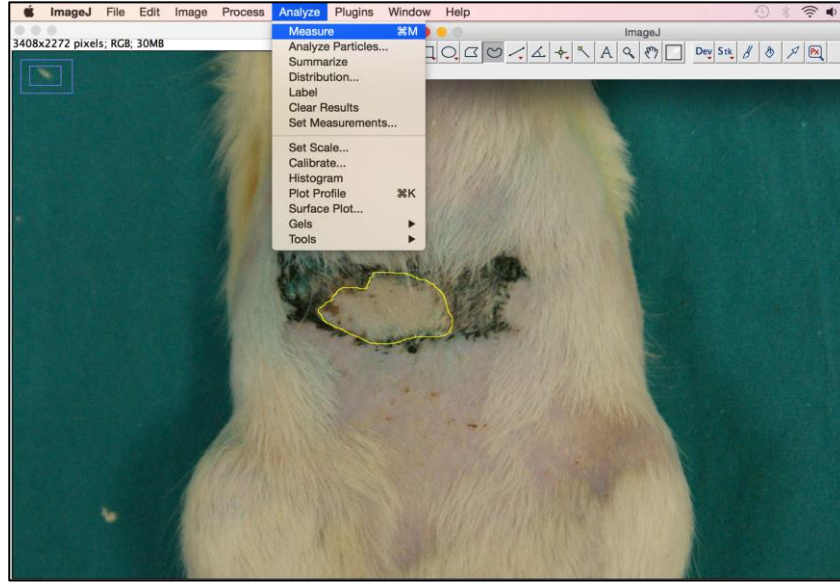 ImageJ File Edit Image Process Analyze Plugins Window Help
3408x2272 pixels; RGB; 30MB
ImageJ
Measure ⌘M
Analyze Particles...
Summarize
Distribution...
Label
Clear Results
Set Measurements...
Set Scale...
Calibrate...
Histogram
Plot Profile ⌘K
Surface Plot...
Gels ▶
Tools ▶
A Dev Stk